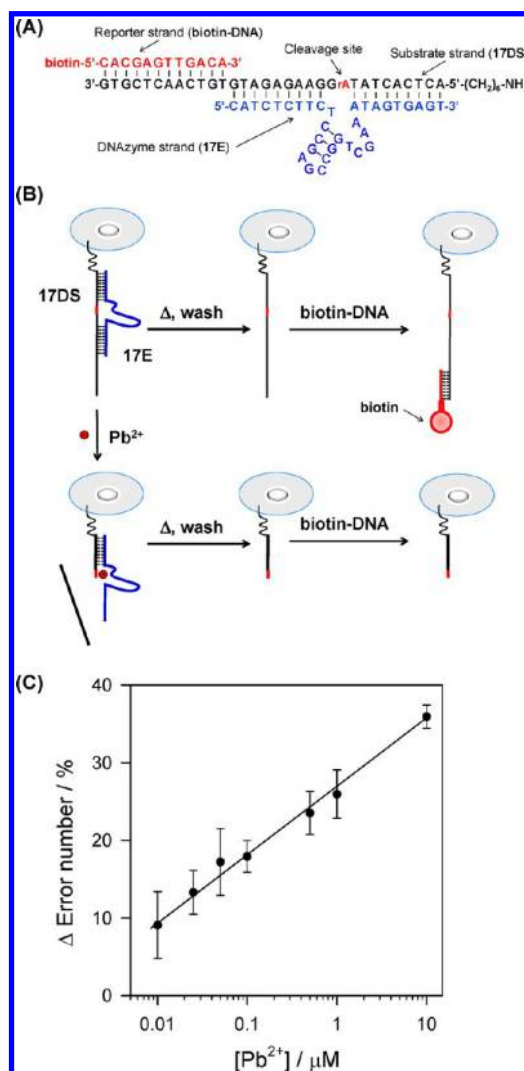 (A)
Reporter strand (biotin-DNA)
Cleavage site
Substrate strand (17DS)
biotin-5'-CACGAGTTGACA-3'
3'-GTGCTCAACTGTGTAGAGAAGGrATATCACTCA-5'-(CH2)6-NH
5'-CATCTCTTCT
ATAGTGAGT-3'
DNAzyme strand (17E)
(B)
17DS
17E
Δ, wash
biotin-DNA
biotin
Pb²⁺
Δ, wash
biotin-DNA
(C)
Δ Error number / %
40
30
20
10
0
0.01 0.1 1 10
[Pb²⁺] / μM